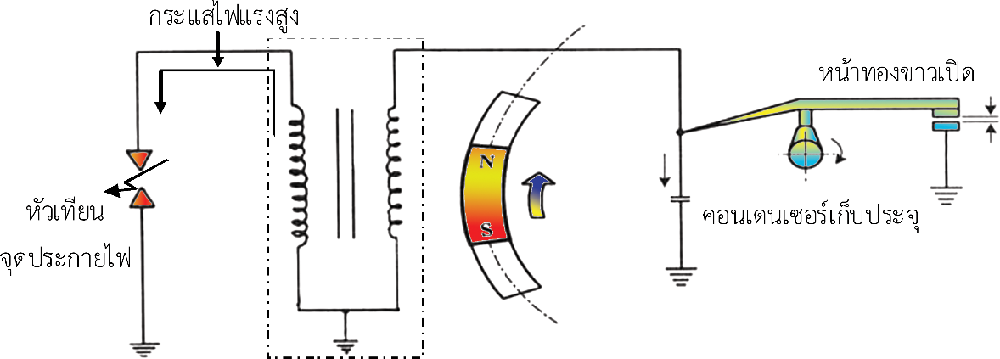 กระแสไฟแรงสูง
หน้าทองขาวเปิด
N
S
หัวเทียน
จุดประกายไฟ
คอนเดนเซอร์เก็บประจุ